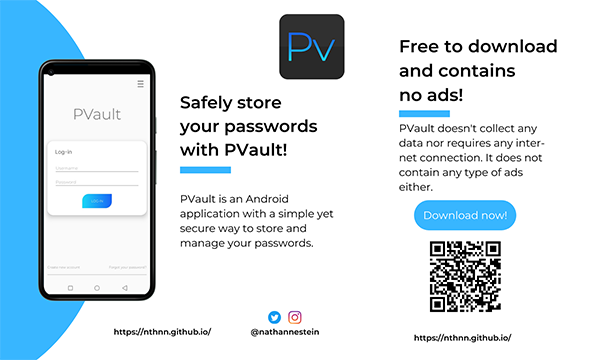 PVault
Log-In
Username
Password
Create new account
Forgot your password?
Safely store
your passwords
with PVault!
PVault is an Android
application with a simple yet
secure way to store and
manage your passwords.
https://nthnn.github.io/
@nathannestein
Pv
Free to download
and contains
no ads!
PVault doesn't collect any
data nor requires any inter-
net connection. It does not
contain any type of ads
either.
Download now!
https://nthnn.github.io/